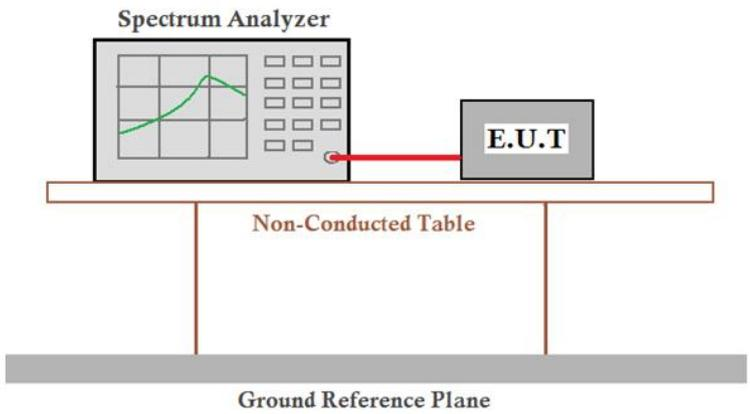 Spectrum Analyzer
E.U.T
Non-Conducted Table
Ground Reference Plane